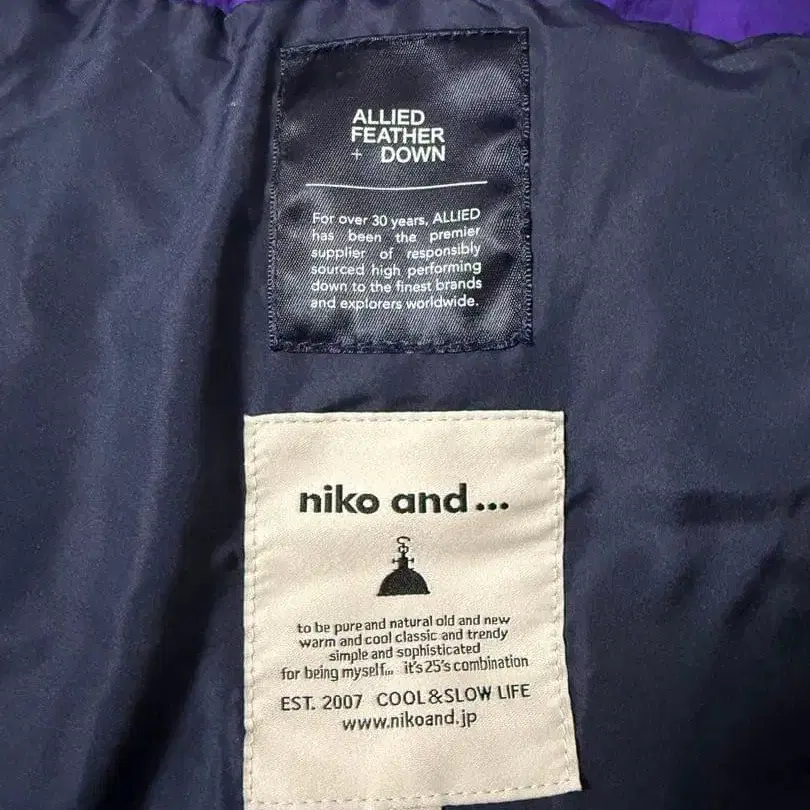 ALLIED
FEATHER
+ DOWN
For over 30 years, ALLIED
has been the premier
supplier of responsibly
sourced high performing
down to the finest brands
and explorers worldwide.
niko and...
to be pure and natural old and new
warm and cool classic and trendy
simple and sophisticated
for being myself... it's 25's combination
EST. 2007 COOL&SLOW LIFE
www.nikoand.jp